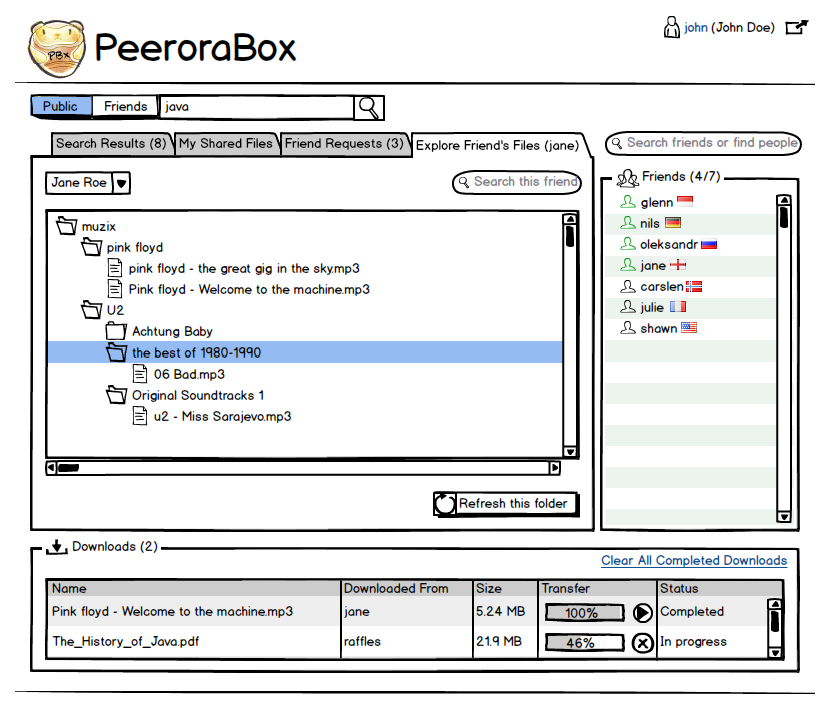 PBx
PeeroraBox
john (John Doe)
Public Friends java
Search Results (8) My Shared Files Friend Requests (3) Explore Friend's Files (jane)
Search friends or find people
Jane Roe
Search this friend
Friends (4/7)
muzix
pink floyd
pink floyd - the great gig in the sky.mp3
Pink floyd - Welcome to the machine.mp3
U2
Achtung Baby
the best of 1980-1990
06 Bad.mp3
Original Soundtracks 1
u2 - Miss Sarajevo.mp3
Refresh this folder
glenn
nils
oleksandr
jane
carslen
julie
shawn
Downloads (2)
Clear All Completed Downloads
Name Downloaded From Size Transfer Status
Pink floyd - Welcome to the machine.mp3 jane 5.24 MB 100% Completed
The_History_of_Java.pdf raffles 21.9 MB 46% In progress